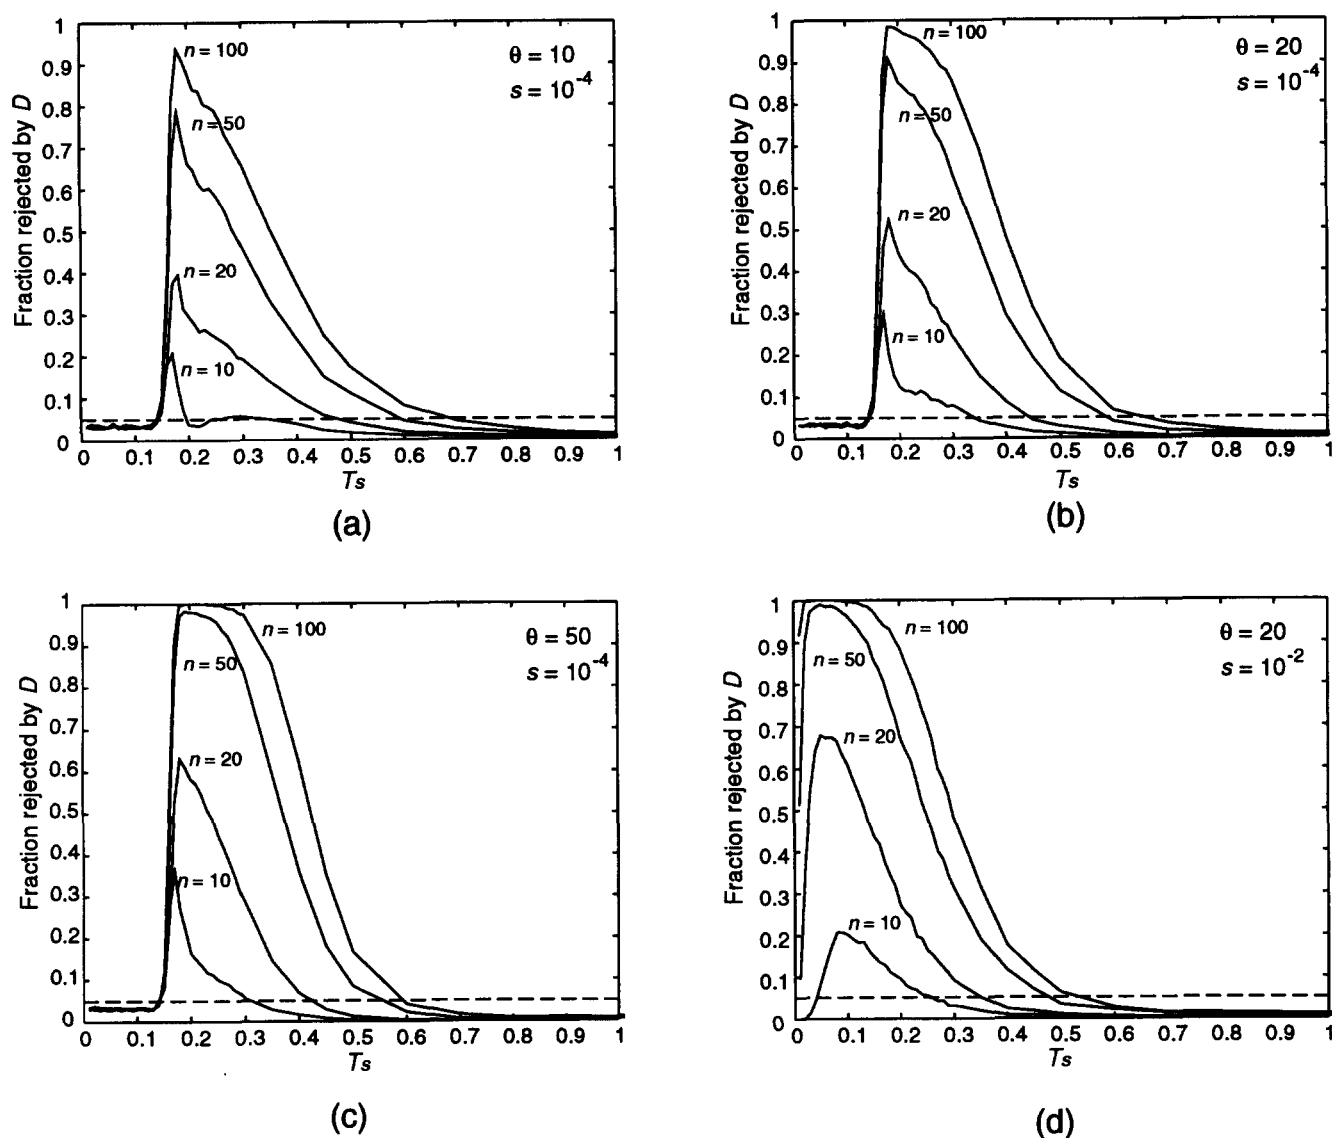 1
0.9
0.8
0.7
0.6
0.5
0.4
0.3
0.2
0.1
0
Fraction rejected by D
n = 100
n = 50
n = 20
n = 10
θ = 10
s = 10-4
0 0.1 0.2 0.3 0.4 0.5 0.6 0.7 0.8 0.9 1
Ts
(a)
1
0.9
0.8
0.7
0.6
0.5
0.4
0.3
0.2
0.1
0
Fraction rejected by D
n = 100
n = 50
n = 20
n = 10
θ = 20
s = 10-4
0 0.1 0.2 0.3 0.4 0.5 0.6 0.7 0.8 0.9 1
Ts
(b)
1
0.9
0.8
0.7
0.6
0.5
0.4
0.3
0.2
0.1
0
Fraction rejected by D
n = 100
n = 50
n = 20
n = 10
θ = 50
s = 10-4
0 0.1 0.2 0.3 0.4 0.5 0.6 0.7 0.8 0.9 1
Ts
(c)
1
0.9
0.8
0.7
0.6
0.5
0.4
0.3
0.2
0.1
0
Fraction rejected by D
n = 100
n = 50
n = 20
n = 10
θ = 20
s = 10-2
0 0.1 0.2 0.3 0.4 0.5 0.6 0.7 0.8 0.9 1
Ts
(d)